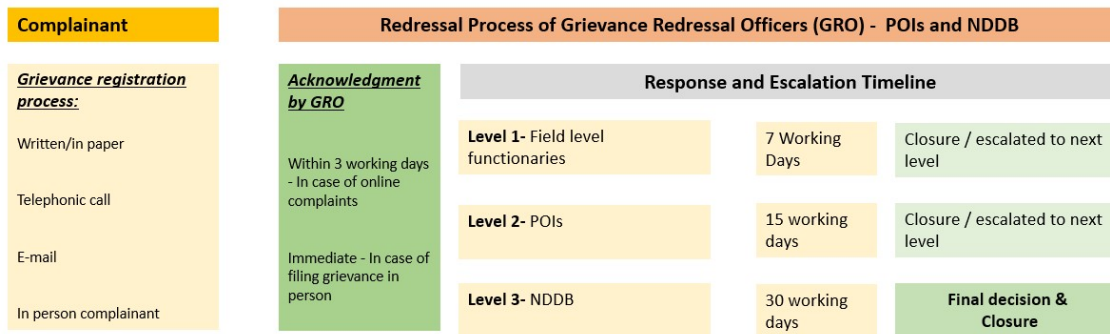 Complainant
Redressal Process of Grievance Redressal Officers (GRO) - POIs and NDDB
Grievance registration
process:
Written/in paper
Telephonic call
E-mail
In person complainant
Acknowledgment
by GRO
Within 3 working days
- In case of online
complaints
Immediate - In case of
filing grievance in
person
Response and Escalation Timeline
Level 1- Field level
functionaries
7 Working
Days
Closure / escalated to next
level
Level 2- POIs
15 working
days
Closure / escalated to next
level
Level 3- NDDB
30 working
days
Final decision &
Closure